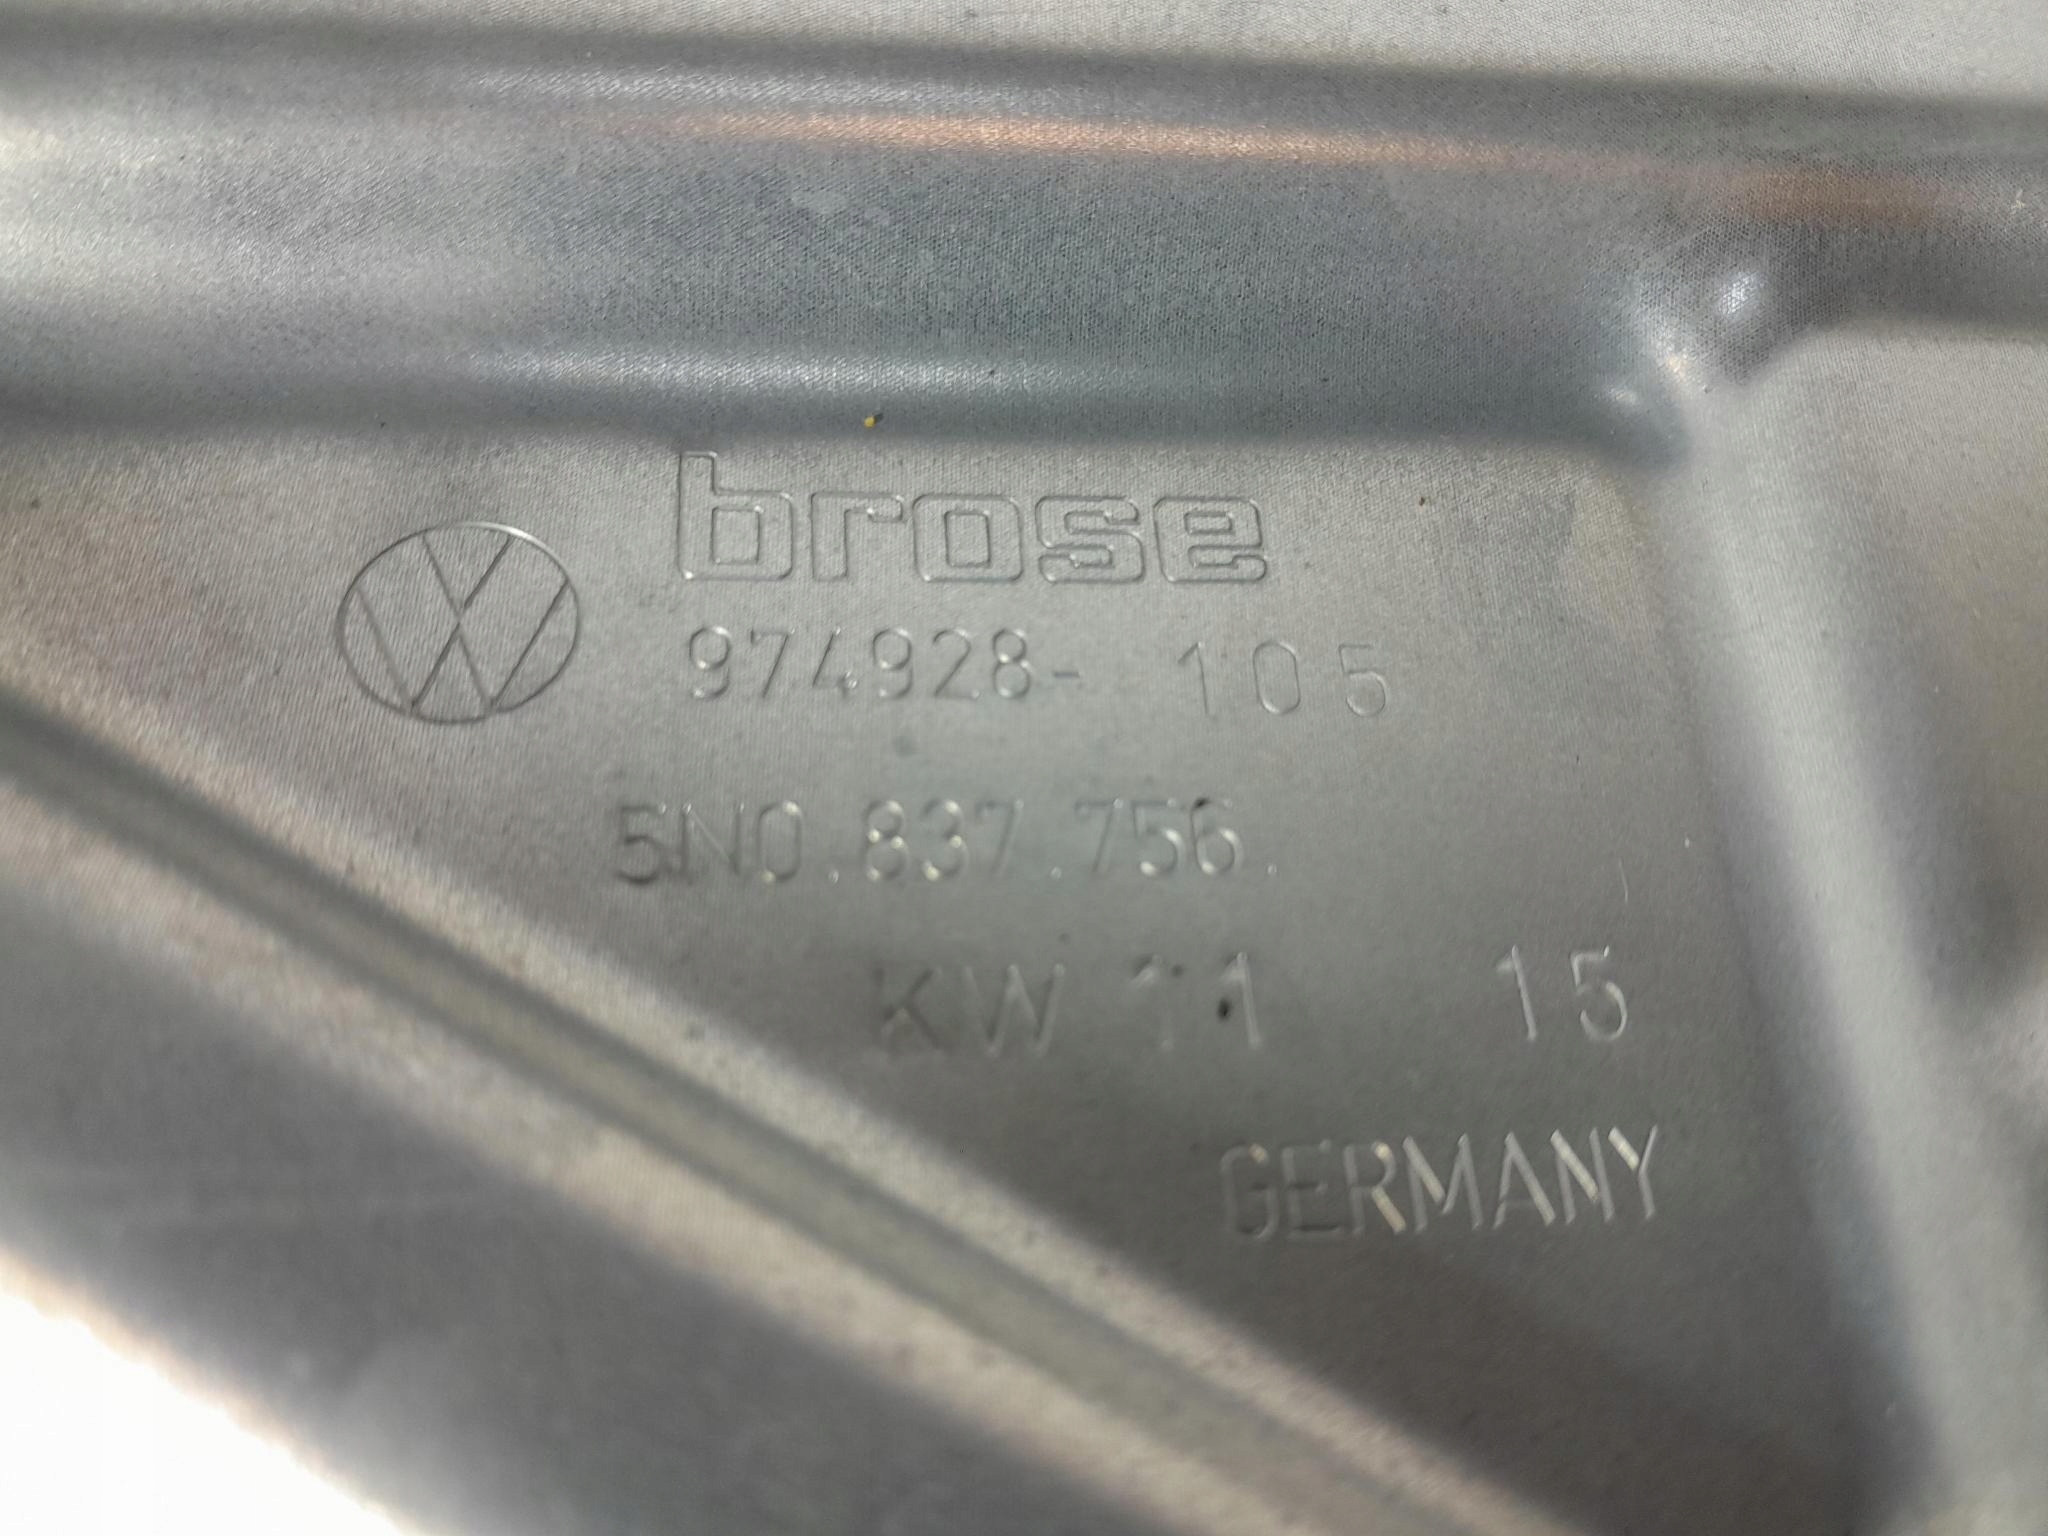 brose
974928- 105
5N0.837.756.
KW 11 15
GERMANY